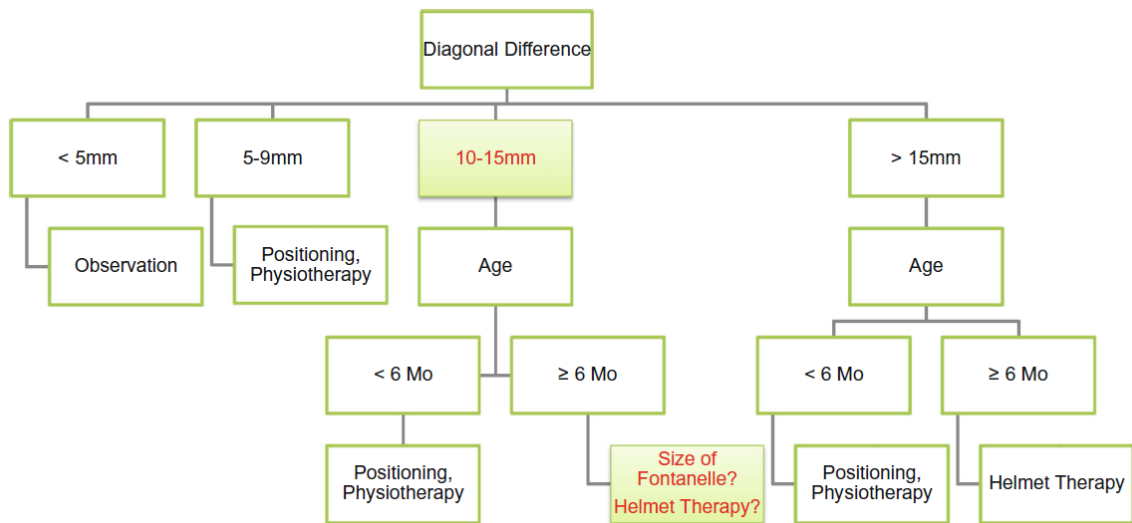 Diagonal Difference
< 5mm
5-9mm
10-15mm
> 15mm
Observation
Positioning,
Physiotherapy
Age
Age
< 6 Mo
≥ 6 Mo
< 6 Mo
≥ 6 Mo
Positioning,
Physiotherapy
Size of
Fontanelle?
Helmet Therapy?
Positioning,
Physiotherapy
Helmet Therapy